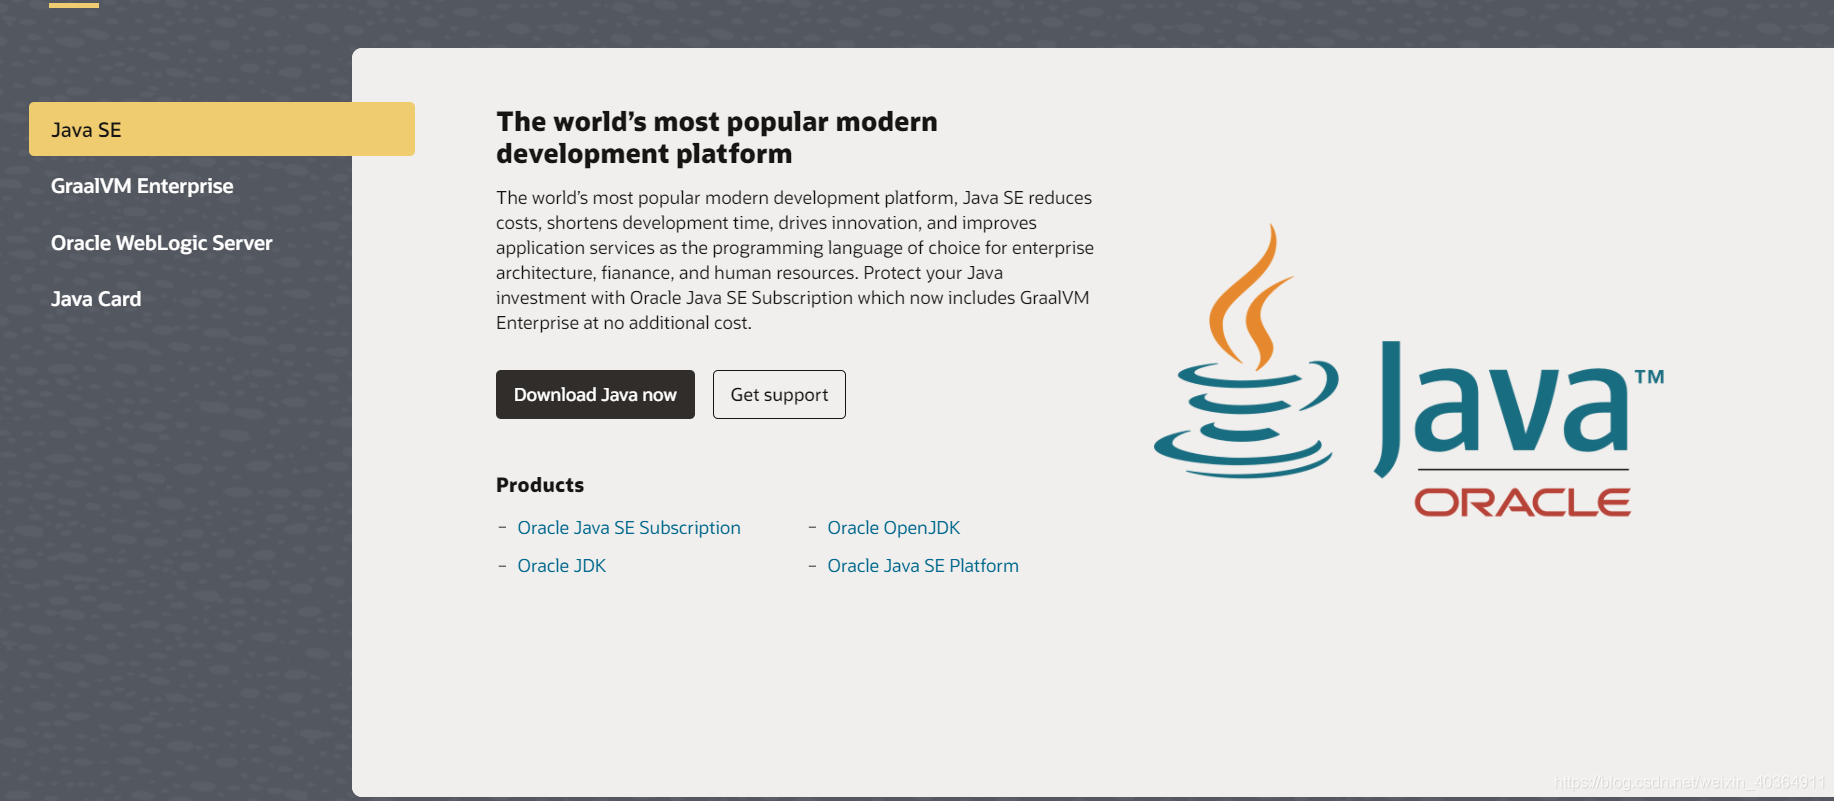 Java SE
GraalVM Enterprise
Oracle WebLogic Server
Java Card
The world’s most popular modern
development platform
The world’s most popular modern development platform, Java SE reduces
costs, shortens development time, drives innovation, and improves
application services as the programming language of choice for enterprise
architecture, fianance, and human resources. Protect your Java
investment with Oracle Java SE Subscription which now includes GraalVM
Enterprise at no additional cost.
Download Java now
Get support
Products
– Oracle Java SE Subscription
– Oracle OpenJDK
– Oracle JDK
– Oracle Java SE Platform
Java™
ORACLE
https://blog.csdn.net/weixin_40364911